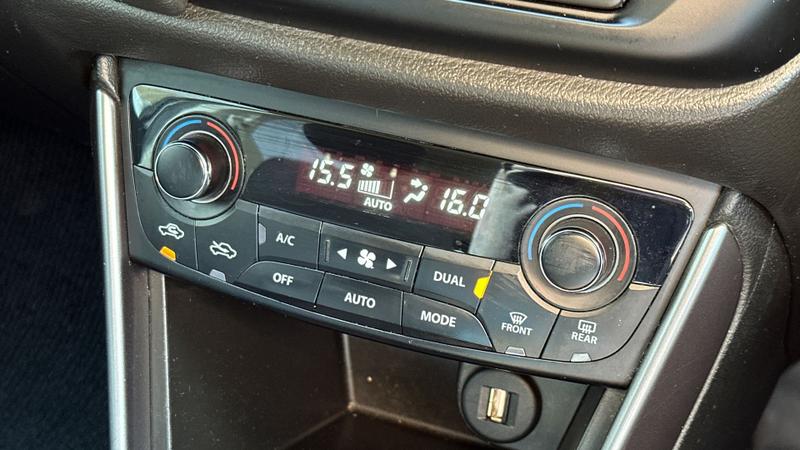 15.5
AUTO
16.0
A/C
OFF
AUTO
DUAL
MODE
FRONT
REAR